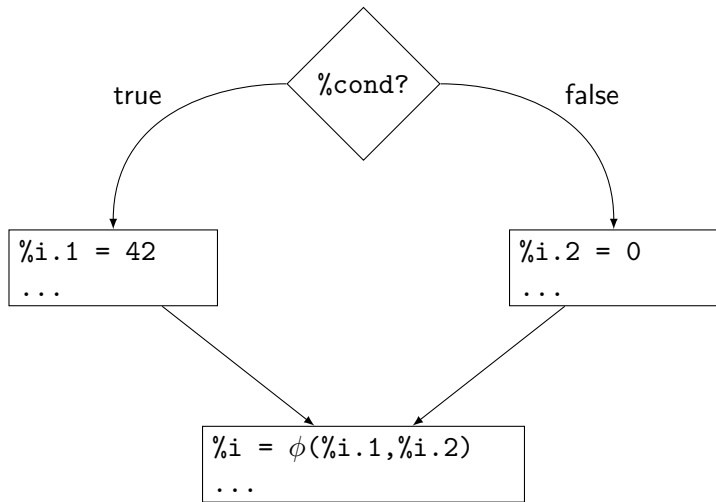 %cond?
true
false
%i.1 = 42
...
%i.2 = 0
...
%i = ϕ(%i.1,%i.2)
...